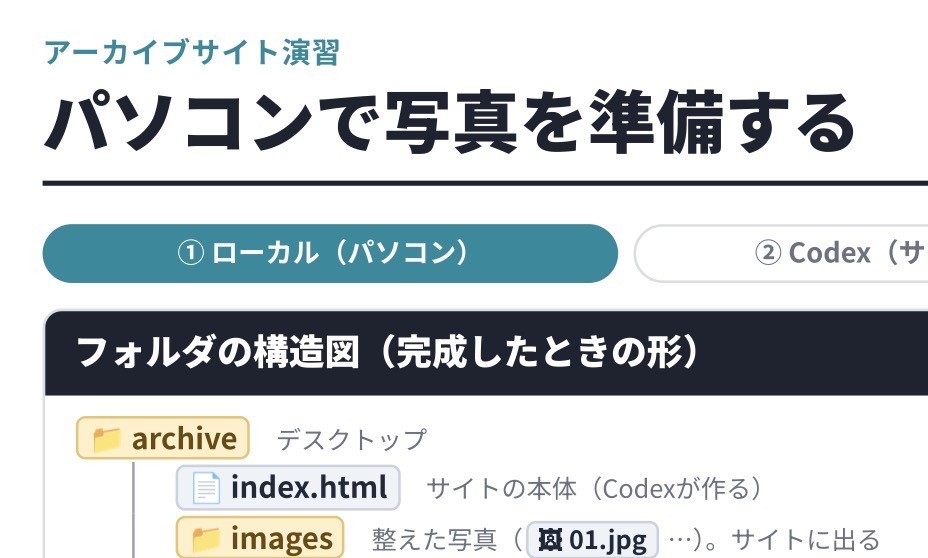 アーカイブサイト演習
パソコンで写真を準備する
① ローカル（パソコン）
② Codex（サ
フォルダの構造図（完成したときの形）
📁 archive デスクトップ
📄 index.html サイトの本体（Codexが作る）
📁 images 整えた写真（🖼 01.jpg …）。サイトに出る